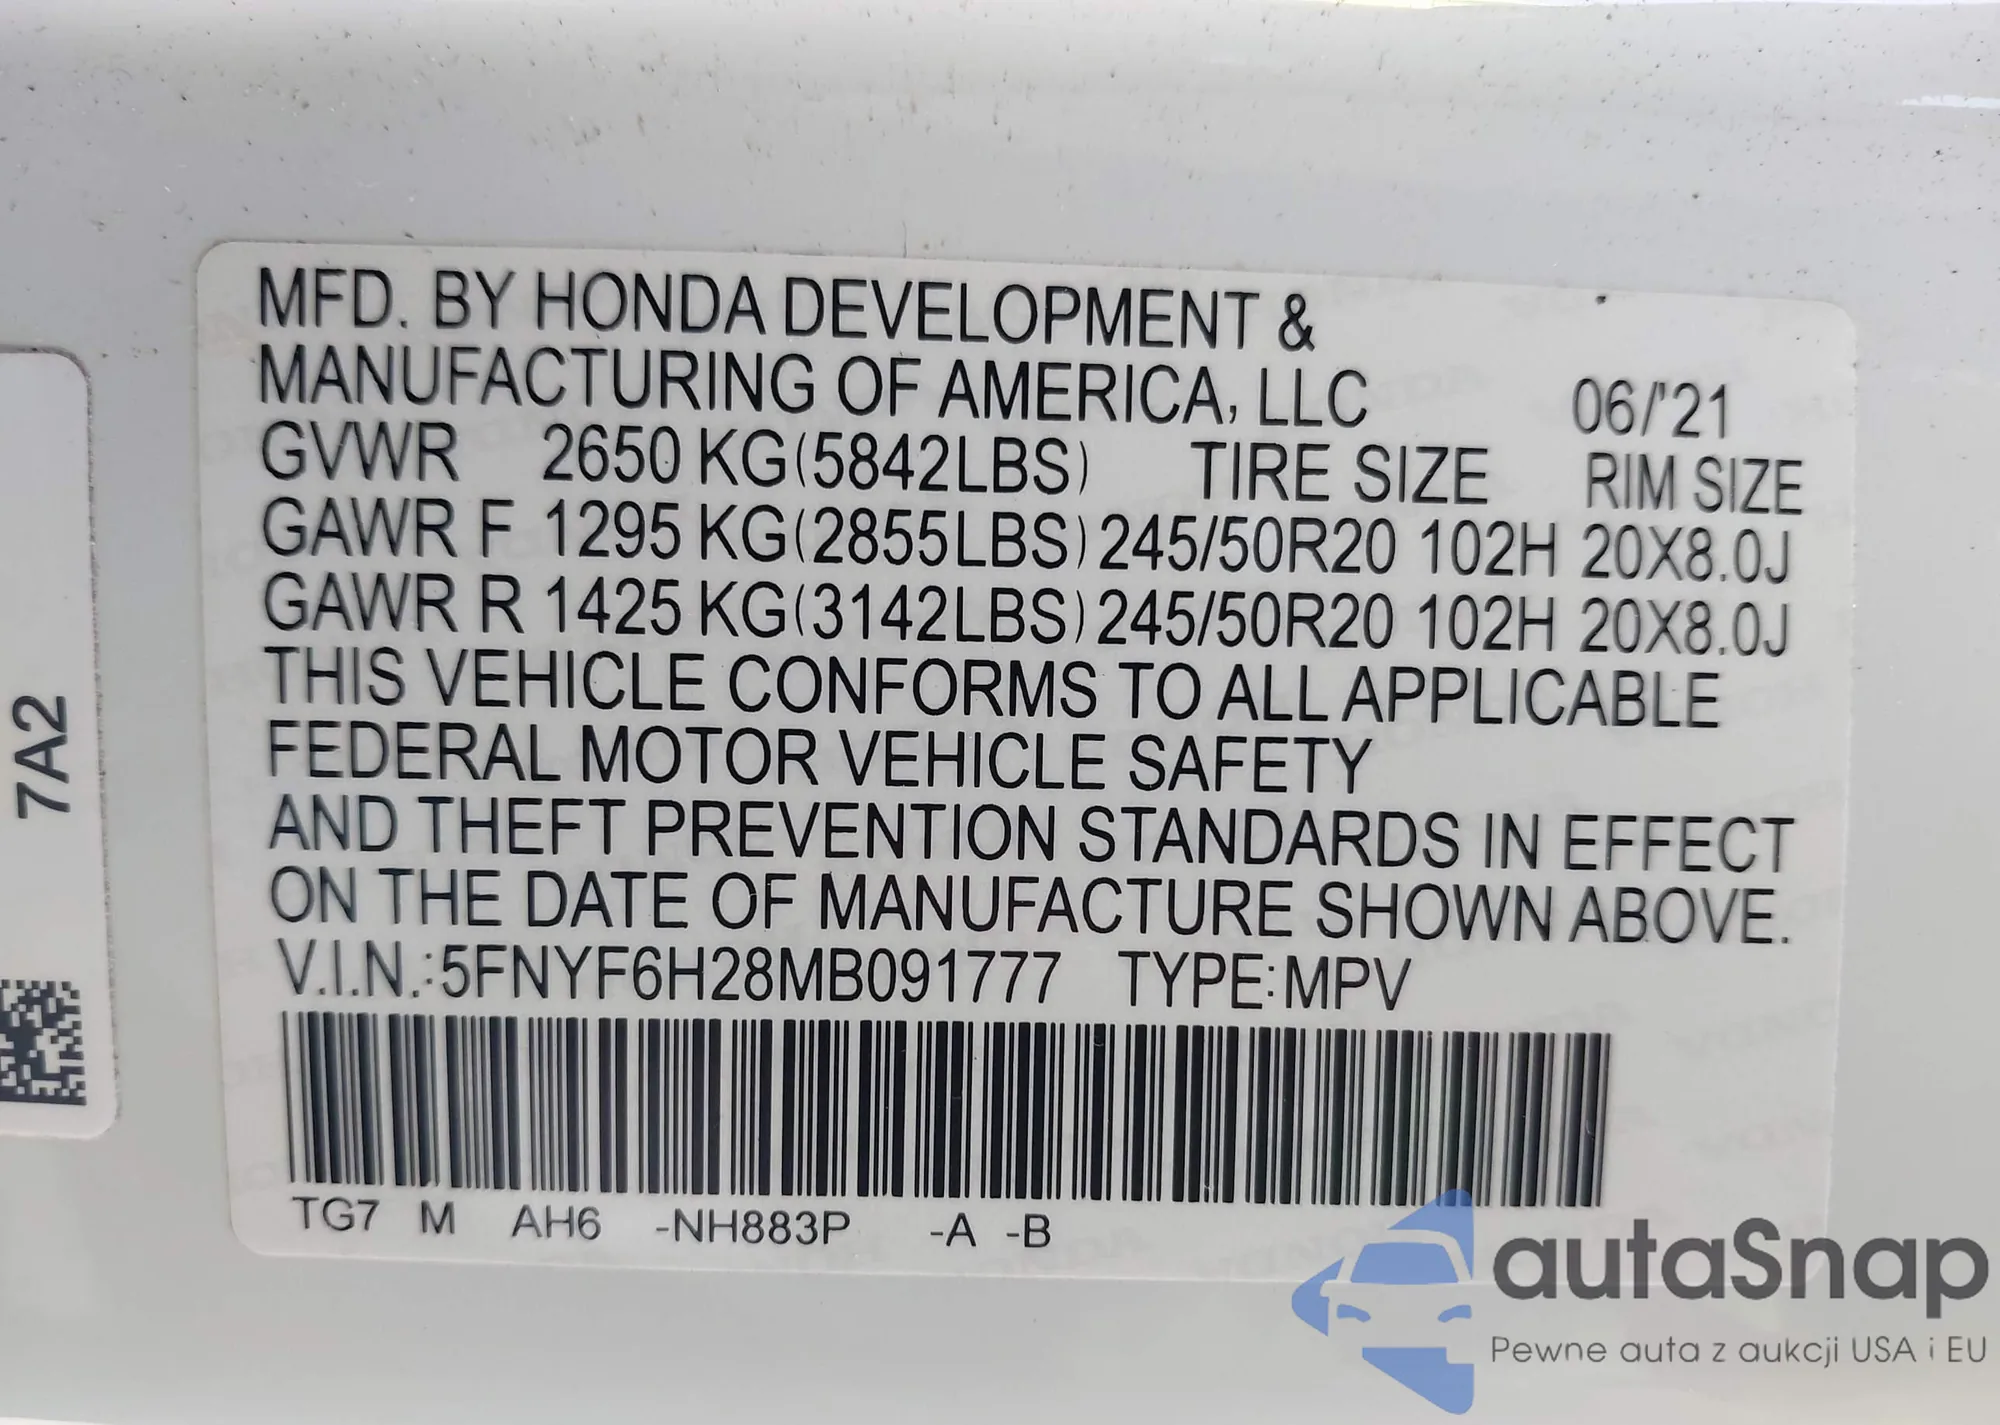 MFD. BY HONDA DEVELOPMENT &
MANUFACTURING OF AMERICA, LLC 06/'21
GVWR 2650 KG(5842LBS) TIRE SIZE RIM SIZE
GAWR F 1295 KG(2855LBS) 245/50R20 102H 20X8.0J
GAWR R 1425 KG(3142LBS) 245/50R20 102H 20X8.0J
THIS VEHICLE CONFORMS TO ALL APPLICABLE
FEDERAL MOTOR VEHICLE SAFETY
AND THEFT PREVENTION STANDARDS IN EFFECT
ON THE DATE OF MANUFACTURE SHOWN ABOVE.
V.I.N.:5FNYF6H28MB091777 TYPE:MPV
TG7 M AH6 -NH883P -A -B
7A2
autaSnap
Pewne auta z aukcji USA i EU